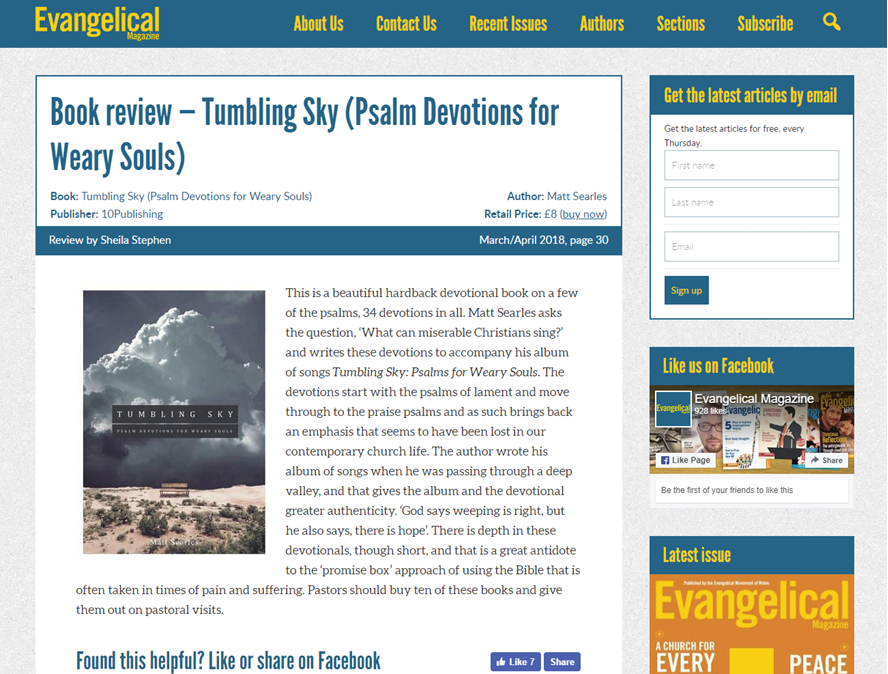 Evangelical
Magazine
About Us
Contact Us
Recent Issues
Authors
Sections
Subscribe
Book review – Tumbling Sky (Psalm Devotions for
Weary Souls)
Book: Tumbling Sky (Psalm Devotions for Weary Souls)
Author: Matt Searles
Publisher: 10Publishing
Retail Price: £8 (buy now)
Review by Sheila Stephen
March/April 2018, page 30
TUMBLING SKY
PSALM DEVOTIONS FOR WEARY SOULS
Matt Searles
This is a beautiful hardback devotional book on a few
of the psalms, 34 devotions in all. Matt Searles asks
the question, ‘What can miserable Christians sing?’
and writes these devotions to accompany his album
of songs Tumbling Sky: Psalms for Weary Souls. The
devotions start with the psalms of lament and move
through to the praise psalms and as such brings back
an emphasis that seems to have been lost in our
contemporary church life. The author wrote his
album of songs when he was passing through a deep
valley, and that gives the album and the devotional
greater authenticity. ‘God says weeping is right, but
he also says, there is hope’. There is depth in these
devotionals, though short, and that is a great antidote
to the ‘promise box’ approach of using the Bible that is
often taken in times of pain and suffering. Pastors should buy ten of these books and give
them out on pastoral visits.
Found this helpful? Like or share on Facebook
Like 7
Share
Get the latest articles by email
Get the latest articles for free, every
Thursday.
First name
Last name
Email
Sign up
Like us on Facebook
Evangelical
Evangelical Magazine
928 likes
Like Page
Share
Be the first of your friends to like this
Latest issue
Published by the Evangelical Movement of Wales
Evangelical
Magazine
A CHURCH FOR
EVERY
PEACE